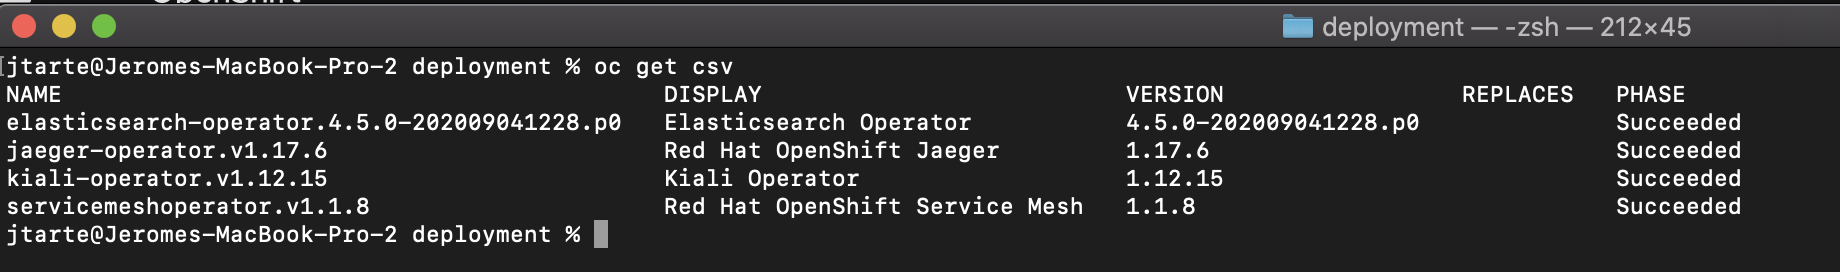 deployment — -zsh — 212×45
jtarte@Jeromes-MacBook-Pro-2 deployment % oc get csv
NAME DISPLAY VERSION REPLACES PHASE
elasticsearch-operator.4.5.0-202009041228.p0 Elasticsearch Operator 4.5.0-202009041228.p0 Succeeded
jaeger-operator.v1.17.6 Red Hat OpenShift Jaeger 1.17.6 Succeeded
kiali-operator.v1.12.15 Kiali Operator 1.12.15 Succeeded
servicemeshoperator.v1.1.8 Red Hat OpenShift Service Mesh 1.1.8 Succeeded
jtarte@Jeromes-MacBook-Pro-2 deployment %